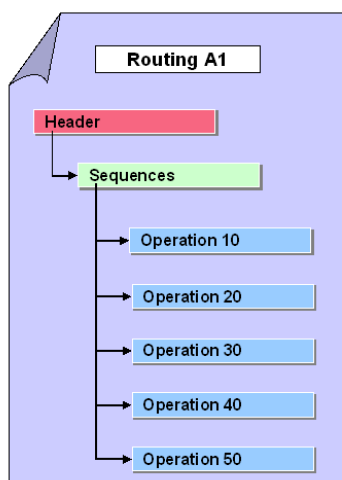 Routing A1
Header
Sequences
Operation 10
Operation 20
Operation 30
Operation 40
Operation 50